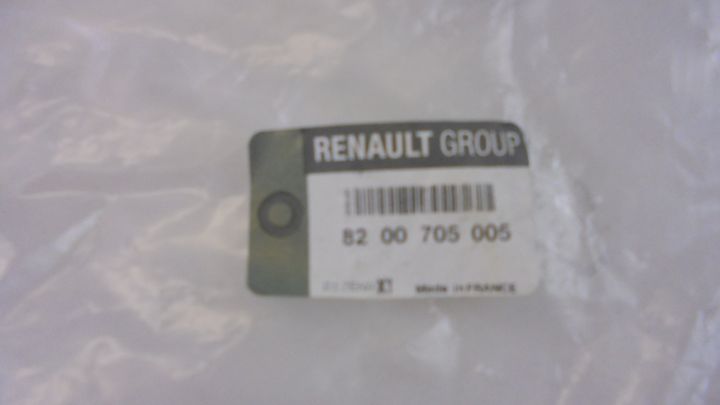 RENAULT GROUP
82 00 705 005
Made in FRANCE